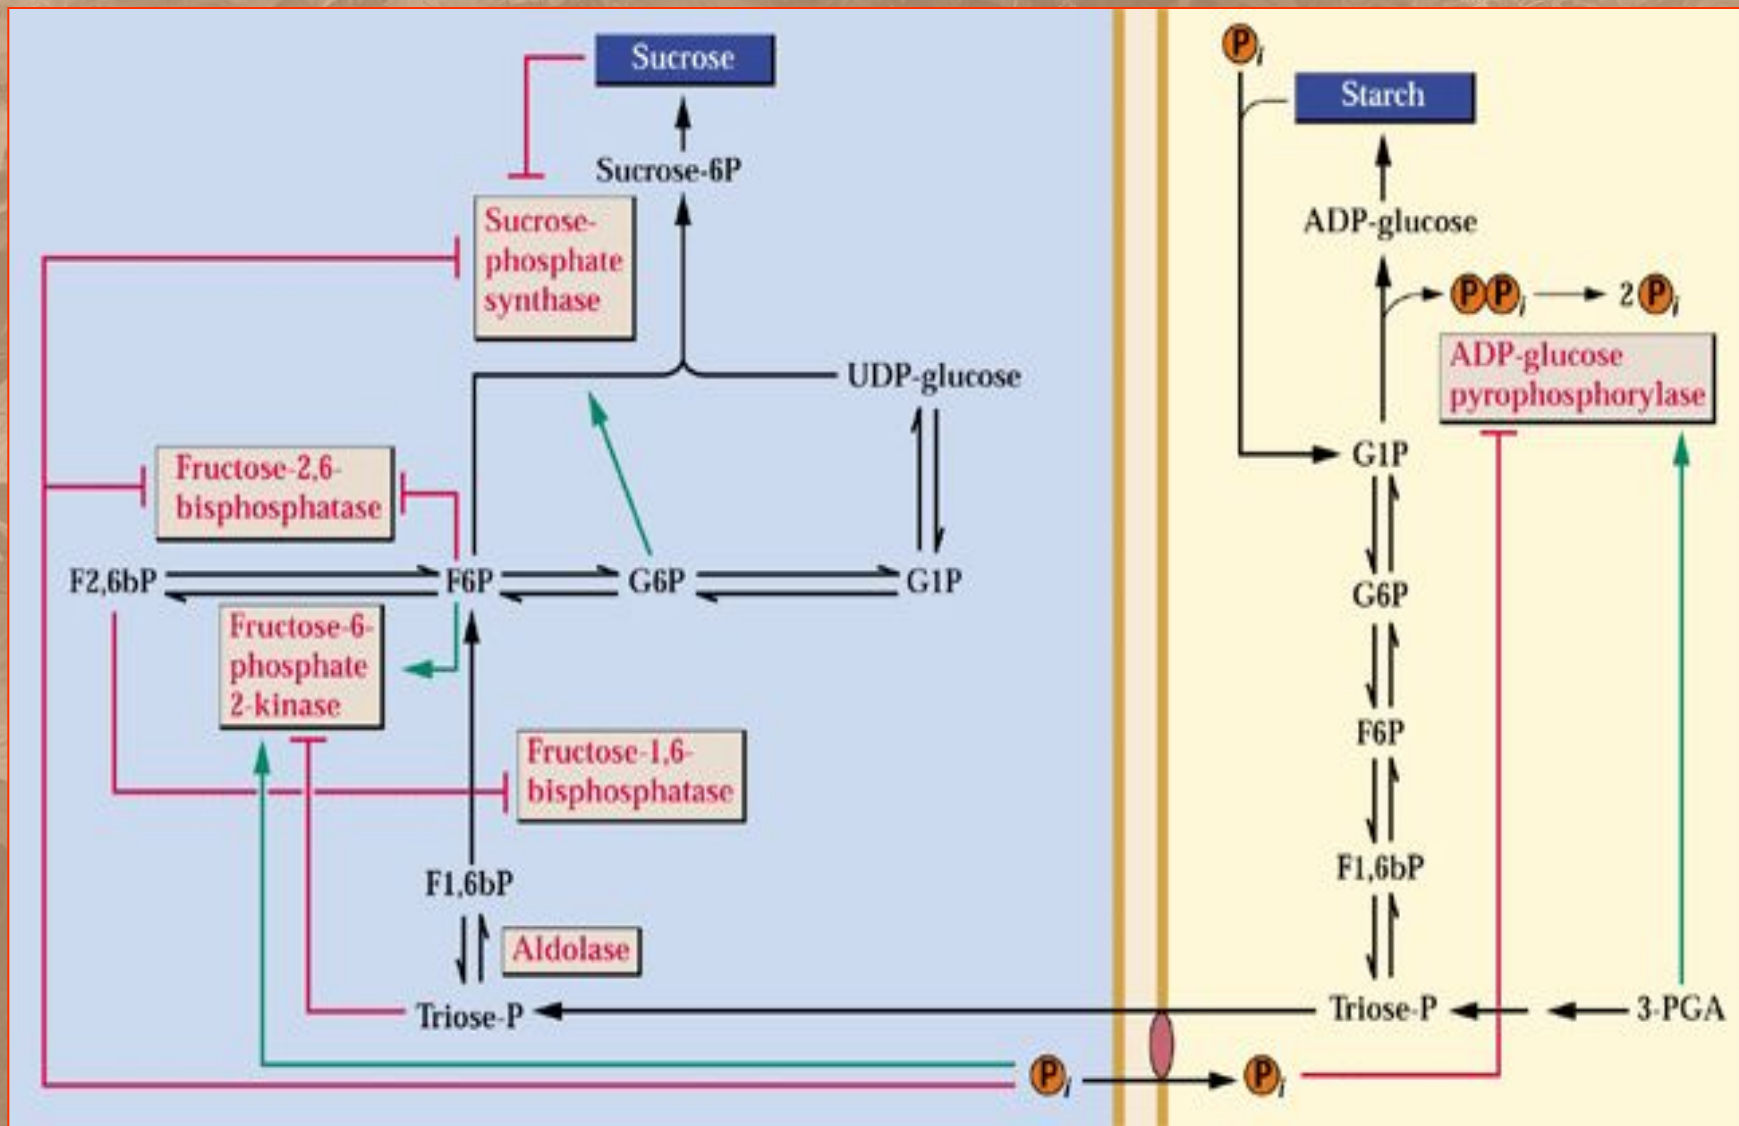 Sucrose
Sucrose-6P
Sucrose-
phosphate
synthase
UDP-glucose
Fructose-2,6-
bisphosphatase
F2,6bP
F6P
G6P
G1P
Fructose-6-
phosphate
2-kinase
Fructose-1,6-
bisphosphatase
F1,6bP
Aldolase
Triose-P
Pi
Pi
Starch
ADP-glucose
PPi
2 Pi
ADP-glucose
pyrophosphorylase
G1P
G6P
F6P
F1,6bP
Triose-P
3-PGA
Pi